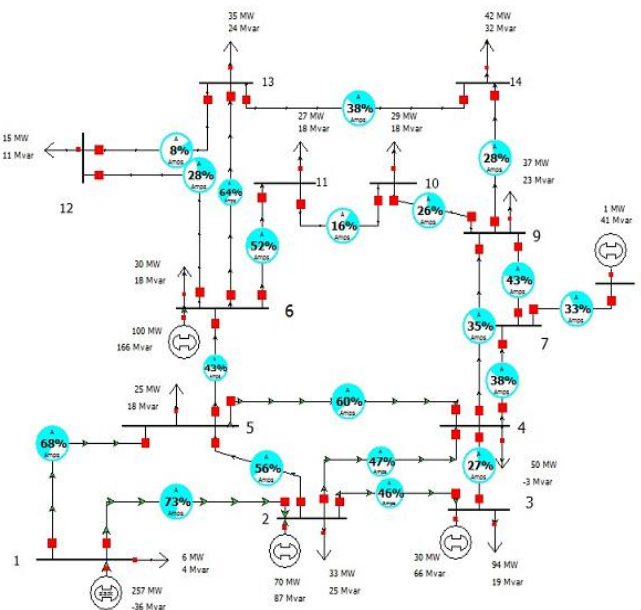 35 MW
24 Mvar
42 MW
32 Mvar
13
14
A
38%
Amps
27 MW
18 Mvar
29 MW
18 Mvar
15 MW
11 Mvar
A
8%
Amps
A
28%
Amps
A
28%
Amps
37 MW
23 Mvar
12
A
64%
Amps
11
10
A
16%
Amps
A
26%
Amps
9
1 MW
41 Mvar
A
52%
Amps
30 MW
18 Mvar
6
A
43%
Amps
A
33%
Amps
100 MW
166 Mvar
A
35%
Amps
7
A
43%
Amps
A
38%
Amps
25 MW
18 Mvar
A
60%
Amps
5
4
A
68%
Amps
A
56%
Amps
A
47%
Amps
A
27%
Amps
50 MW
-3 Mvar
A
73%
Amps
A
46%
Amps
2
3
1
6 MW
4 Mvar
33 MW
25 Mvar
30 MW
66 Mvar
94 MW
19 Mvar
slack
257 MW
-36 Mvar
70 MW
87 Mvar